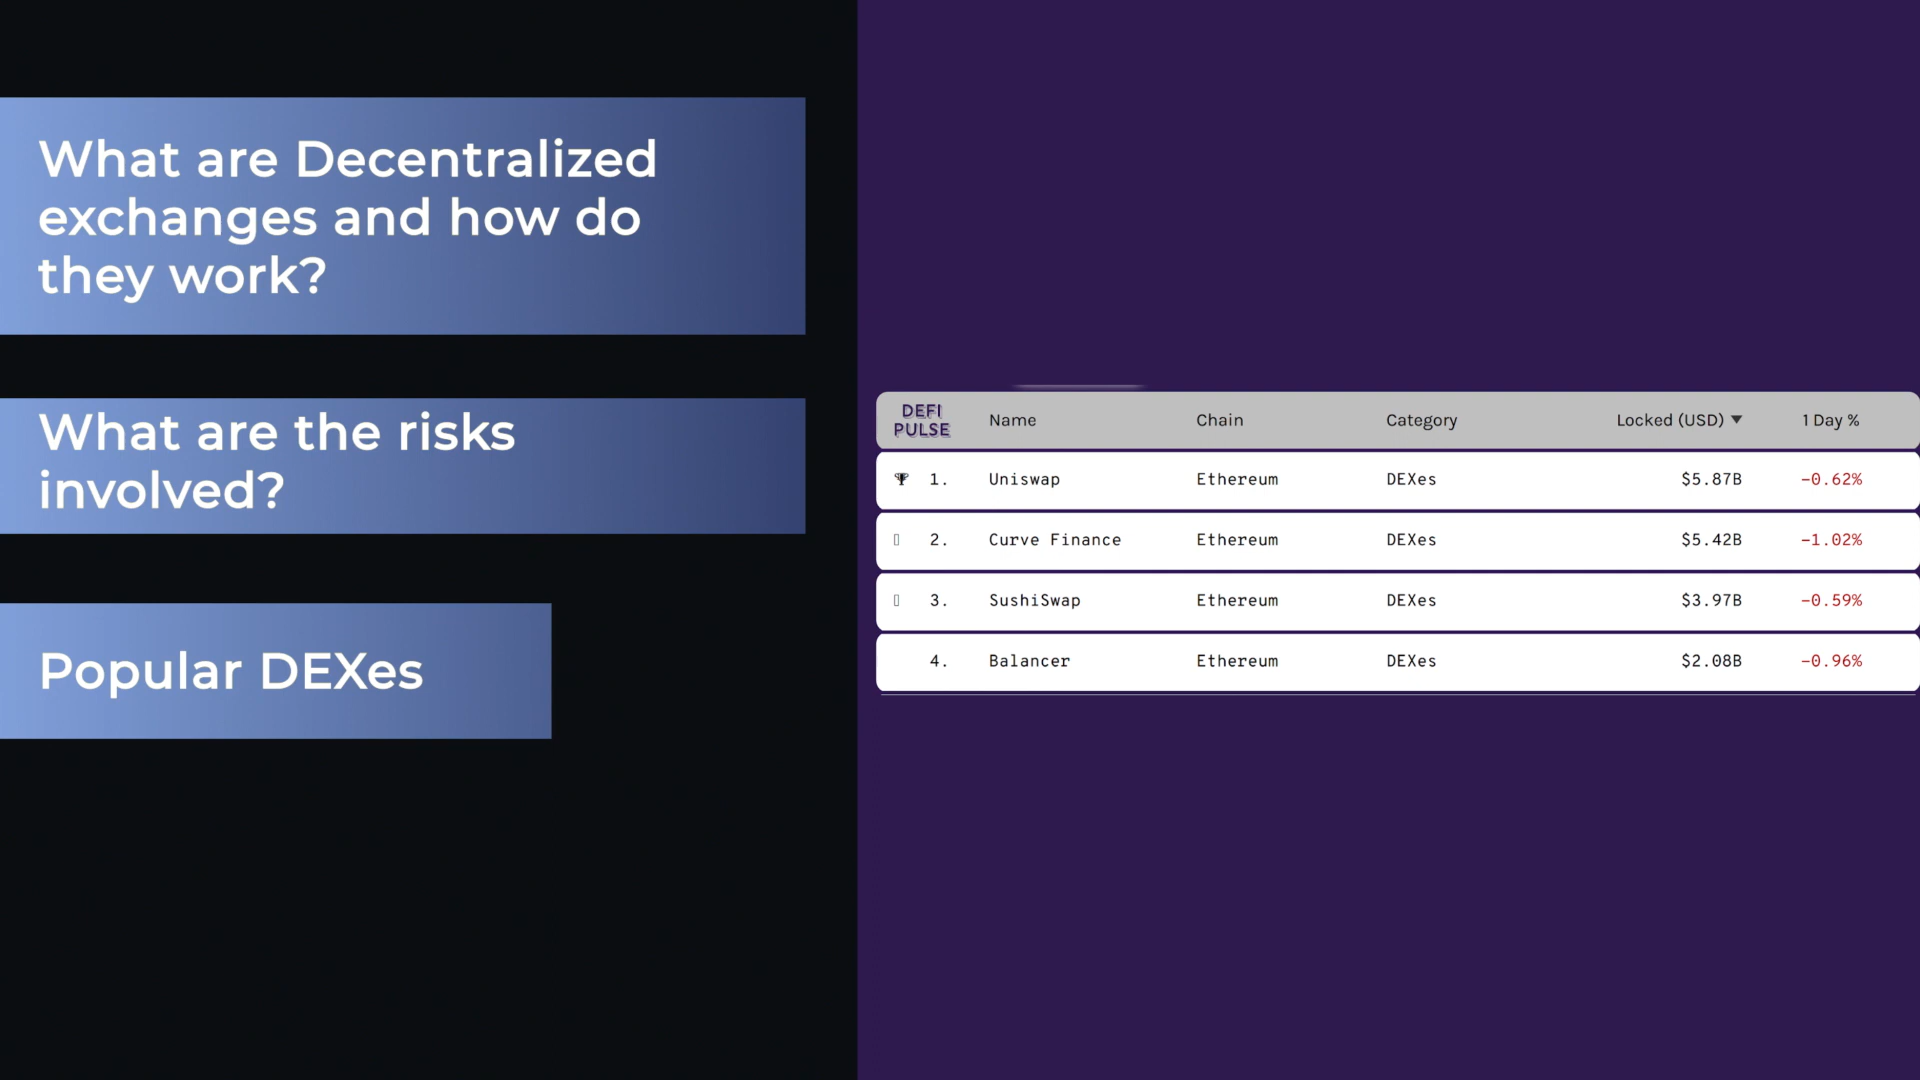 What are Decentralized
exchanges and how do
they work?
What are the risks
involved?
Popular DEXes
DEFI
PULSE
Name Chain Category Locked (USD) ▼ 1 Day %
1. Uniswap Ethereum DEXes $5.87B -0.62%
2. Curve Finance Ethereum DEXes $5.42B -1.02%
3. SushiSwap Ethereum DEXes $3.97B -0.59%
4. Balancer Ethereum DEXes $2.08B -0.96%